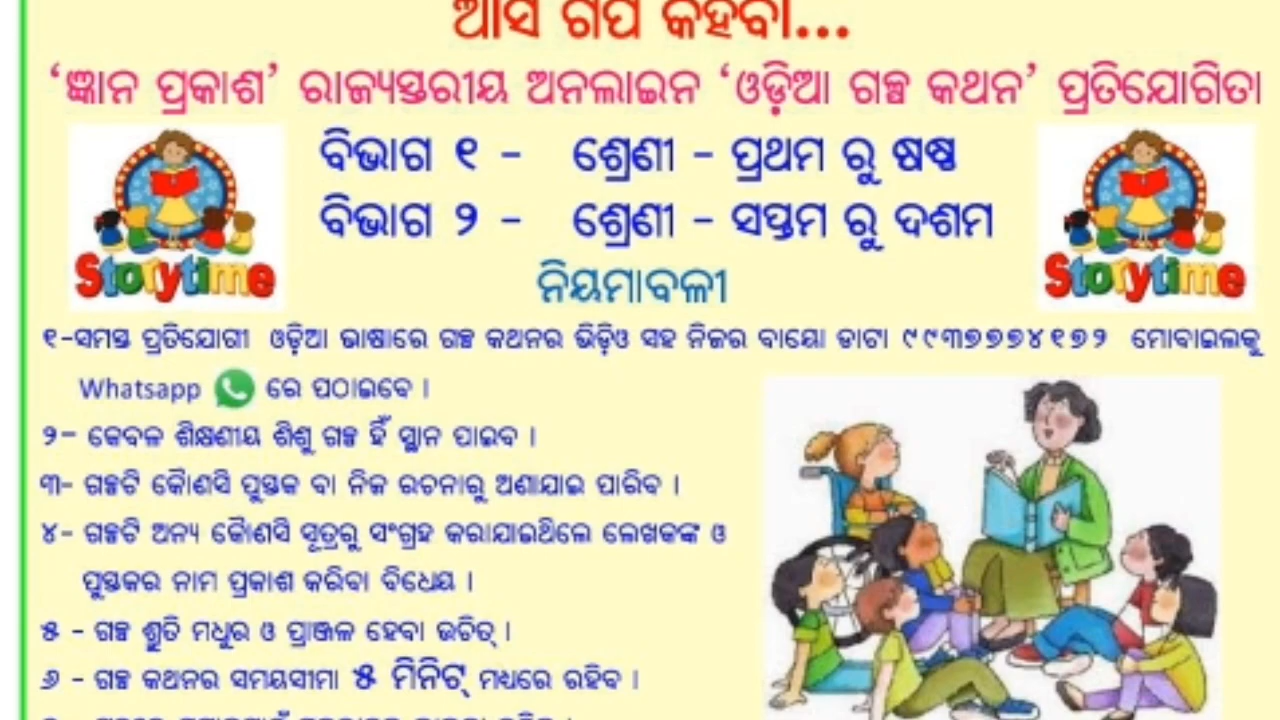 ଆସ ଗପ କହିବା...
‘ଜ୍ଞାନ ପ୍ରକାଶ’ ରାଜ୍ୟସ୍ତରୀୟ ଅନଲାଇନ ‘ଓଡ଼ିଆ ଗଳ୍ପ କଥନ’ ପ୍ରତିଯୋଗିତା
ବିଭାଗ ୧ - ଶ୍ରେଣୀ - ପ୍ରଥମ ରୁ ଷଷ୍ଠ
ବିଭାଗ ୨ - ଶ୍ରେଣୀ - ସପ୍ତମ ରୁ ଦଶମ
Storytime
Storytime
ନିୟମାବଳୀ
୧-ସମସ୍ତ ପ୍ରତିଯୋଗୀ ଓଡ଼ିଆ ଭାଷାରେ ଗଳ୍ପ କଥନର ଭିଡ଼ିଓ ସହ ନିଜର ବାୟୋ ଡାଟା ୯୯୩୭୭୭୪୧୭୨ ମୋବାଇଲକୁ
Whatsapp ରେ ପଠାଇବେ ।
୨- କେବଳ ଶିକ୍ଷଣୀୟ ଶିଶୁ ଗଳ୍ପ ହିଁ ସ୍ଥାନ ପାଇବ ।
୩- ଗଳ୍ପଟି କୌଣସି ପୁସ୍ତକ ବା ନିଜ ରଚନାରୁ ଅଣାଯାଇ ପାରିବ ।
୪- ଗଳ୍ପଟି ଅନ୍ୟ କୌଣସି ସୂତ୍ରରୁ ସଂଗ୍ରହ କରାଯାଇଥିଲେ ଲେଖକଙ୍କ ଓ
ପୁସ୍ତକର ନାମ ପ୍ରକାଶ କରିବା ବିଧେୟ ।
୫ - ଗଳ୍ପ ଶ୍ରୁତି ମଧୁର ଓ ପ୍ରାଞ୍ଜଳ ହେବା ଉଚିତ୍ ।
୬ - ଗଳ୍ପ କଥନର ସମୟସୀମା ୫ ମିନିଟ୍ ମଧ୍ୟରେ ରହିବ ।